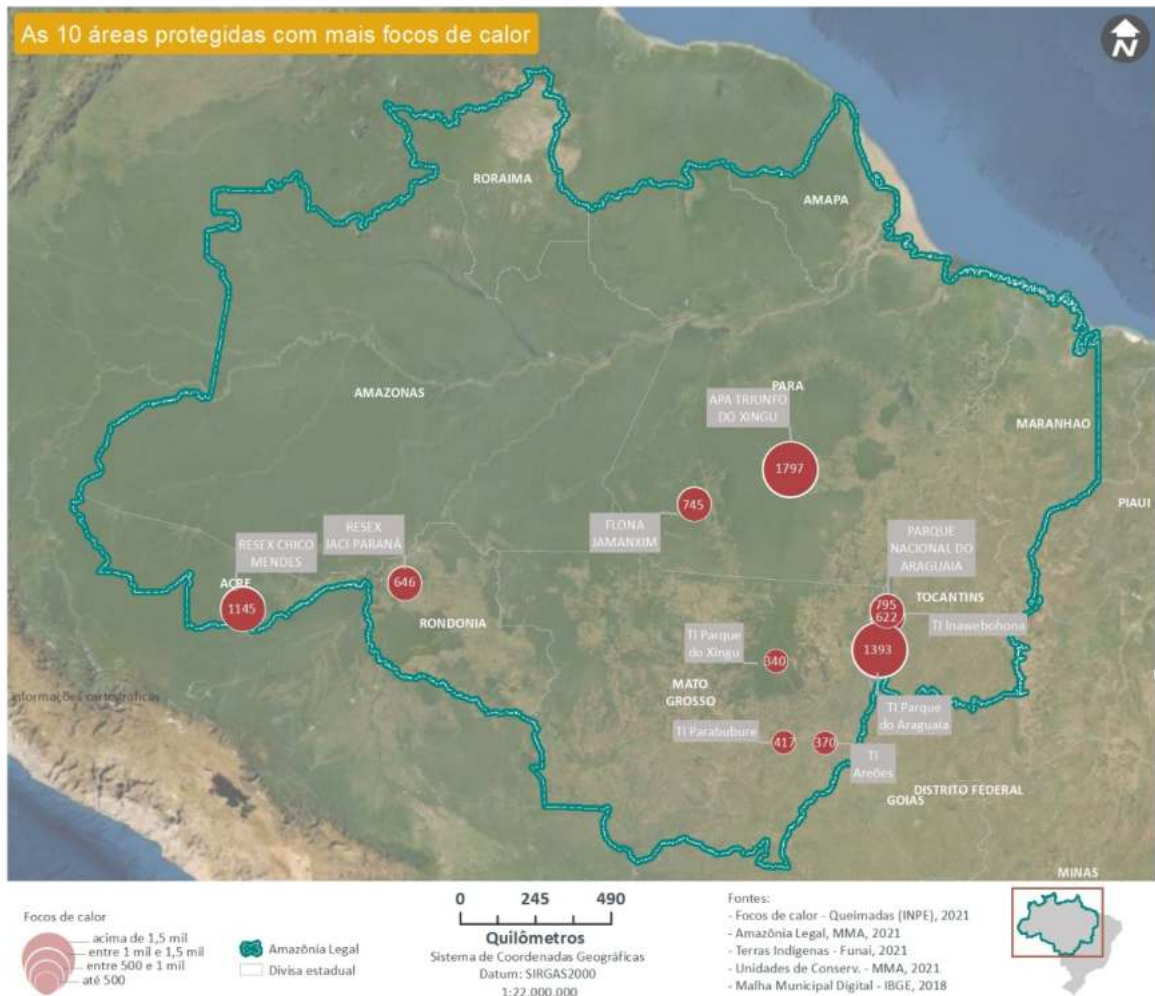 As 10 áreas protegidas com mais focos de calor
N
RORAIMA
AMAPA
AMAZONAS
PARA
APA TRIUNFO
DO XINGU
MARANHAO
1797
PIAUI
745
FLONA
JAMANXIM
RESEX
JACI PARANÁ
RESEX CHICO
MENDES
PARQUE
NACIONAL DO
ARAGUAIA
ACRE
1145
646
RONDONIA
795
622
TOCANTINS
TI Inawebohona
1393
TI Parque
do Xingu
340
MATO
GROSSO
Informações cartográficas
TI Parque
do Araguaia
TI Parabubure
417
370
TI
Areões
DISTRITO FEDERAL
GOIAS
MINAS
Focos de calor
acima de 1,5 mil
entre 1 mil e 1,5 mil
entre 500 e 1 mil
até 500
Amazônia Legal
Divisa estadual
0 245 490
Quilômetros
Sistema de Coordenadas Geográficas
Datum: SIRGAS2000
1:22.000.000
Fontes:
- Focos de calor - Queimadas (INPE), 2021
- Amazônia Legal, MMA, 2021
- Terras Indígenas - Funai, 2021
- Unidades de Conserv. - MMA, 2021
- Malha Municipal Digital - IBGE, 2018